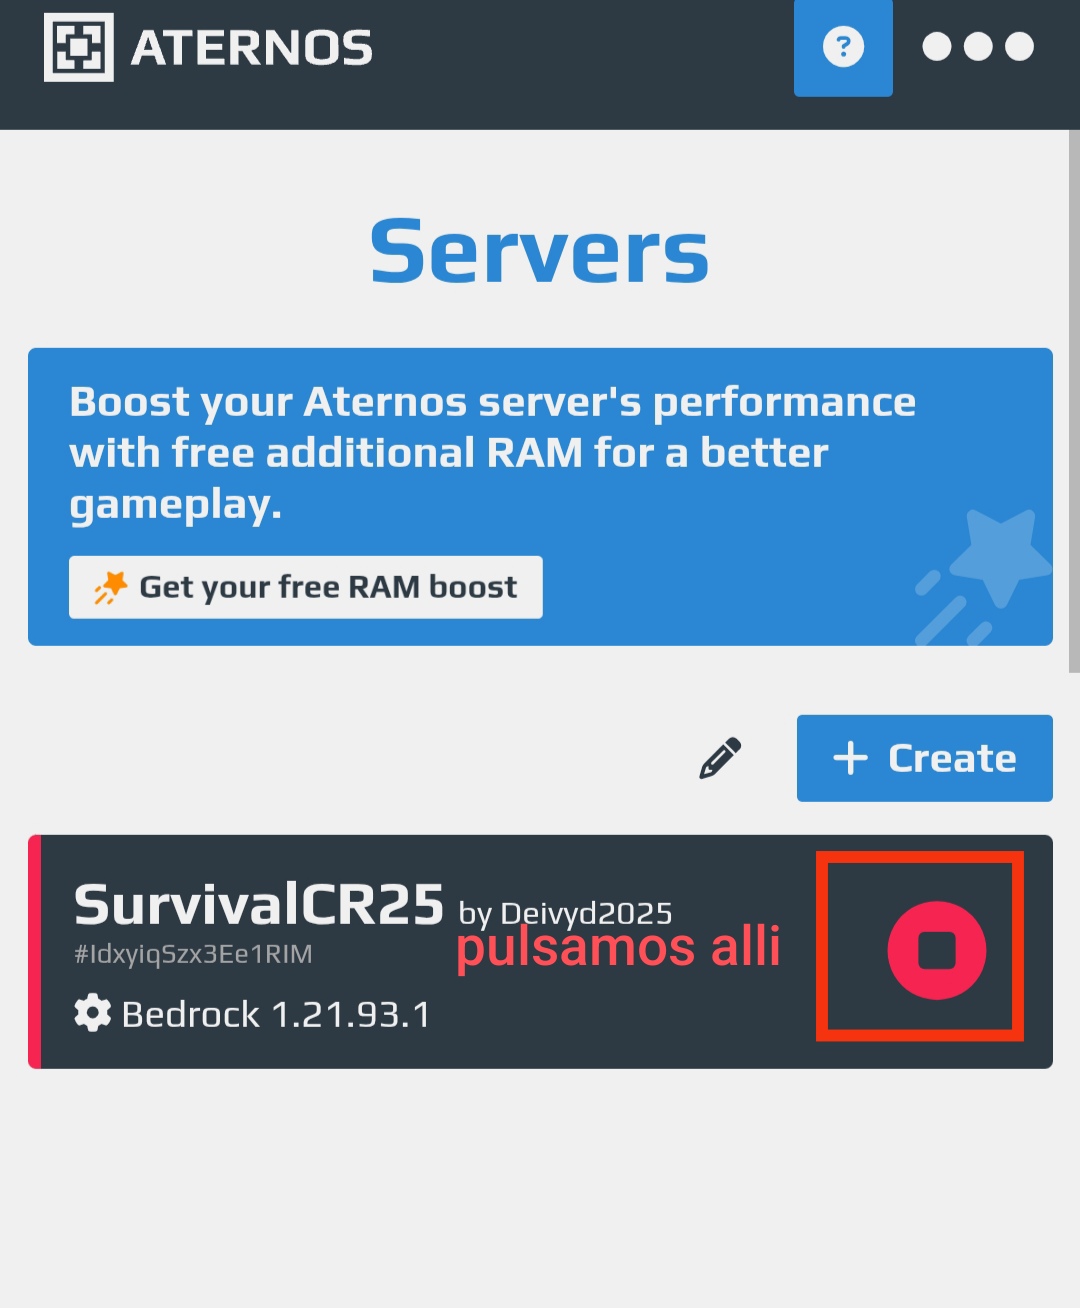 ATERNOS
?
Servers
Boost your Aternos server's performance
with free additional RAM for a better
gameplay.
Get your free RAM boost
+ Create
SurvivalCR25 by Deivyd2025
pulsamos alli
#IdxyiqSzx3Ee1RIM
Bedrock 1.21.93.1